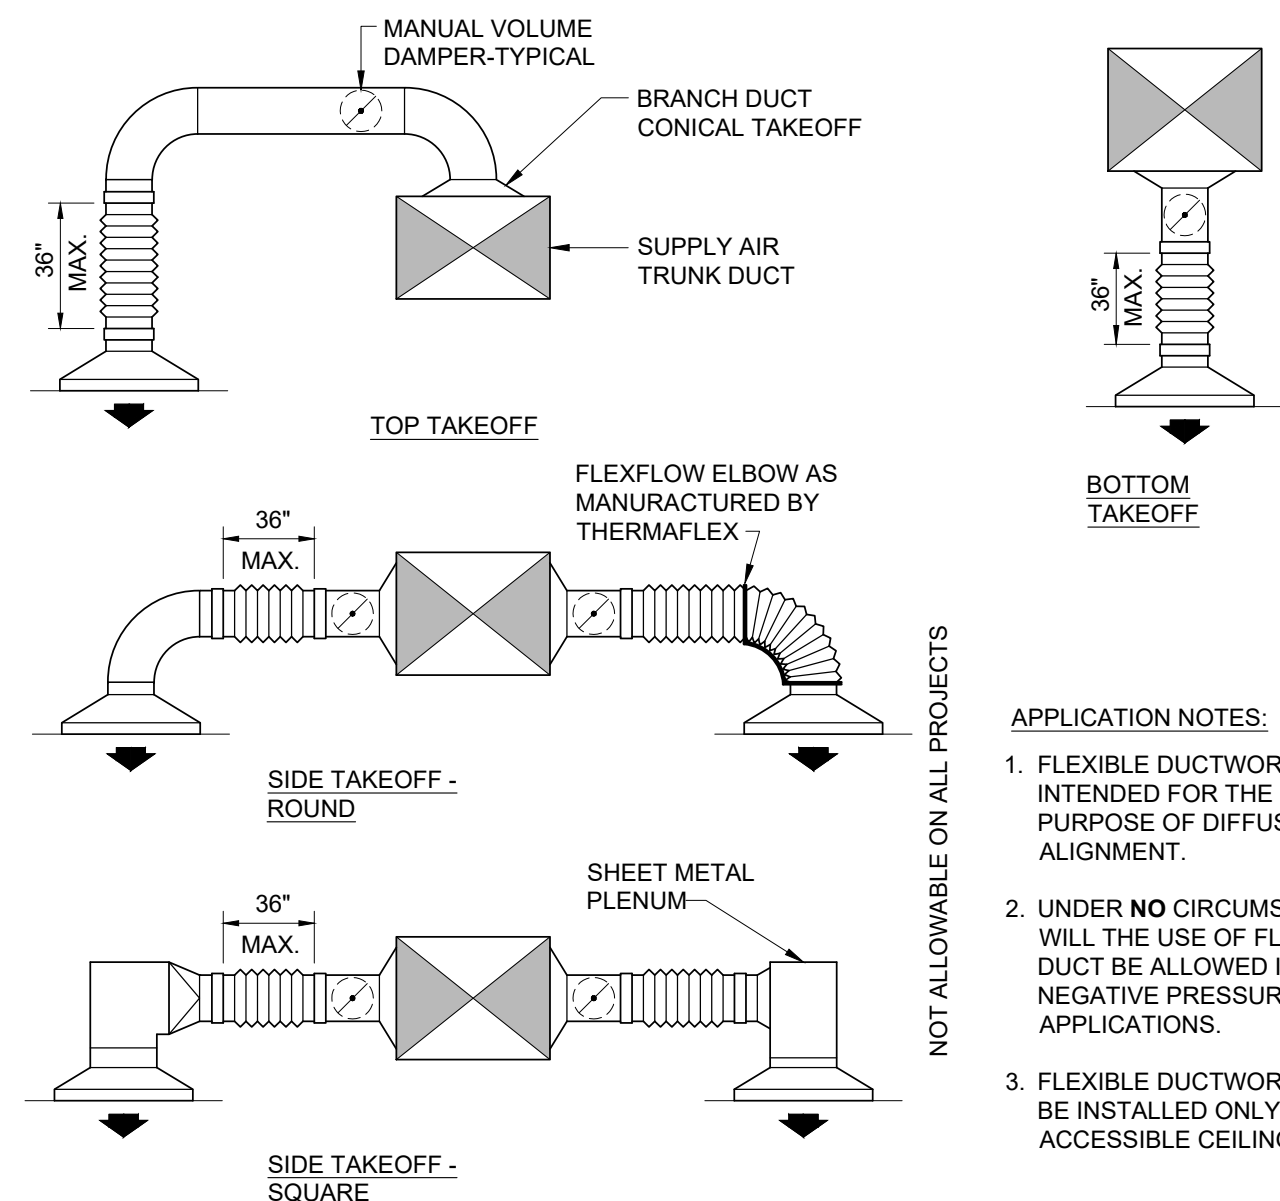 MANUAL VOLUME
DAMPER-TYPICAL
BRANCH DUCT
CONICAL TAKEOFF
SUPPLY AIR
TRUNK DUCT
36"
MAX.
TOP TAKEOFF
36"
MAX.
BOTTOM
TAKEOFF
FLEXFLOW ELBOW AS
MANURACTURED BY
THERMAFLEX
36"
MAX.
SIDE TAKEOFF -
ROUND
SHEET METAL
PLENUM
36"
MAX.
SIDE TAKEOFF -
SQUARE
NOT ALLOWABLE ON ALL PROJECTS
APPLICATION NOTES:
1. FLEXIBLE DUCTWOR
INTENDED FOR THE
PURPOSE OF DIFFUS
ALIGNMENT.
2. UNDER NO CIRCUMS
WILL THE USE OF FL
DUCT BE ALLOWED I
NEGATIVE PRESSUR
APPLICATIONS.
3. FLEXIBLE DUCTWOR
BE INSTALLED ONLY
ACCESSIBLE CEILING